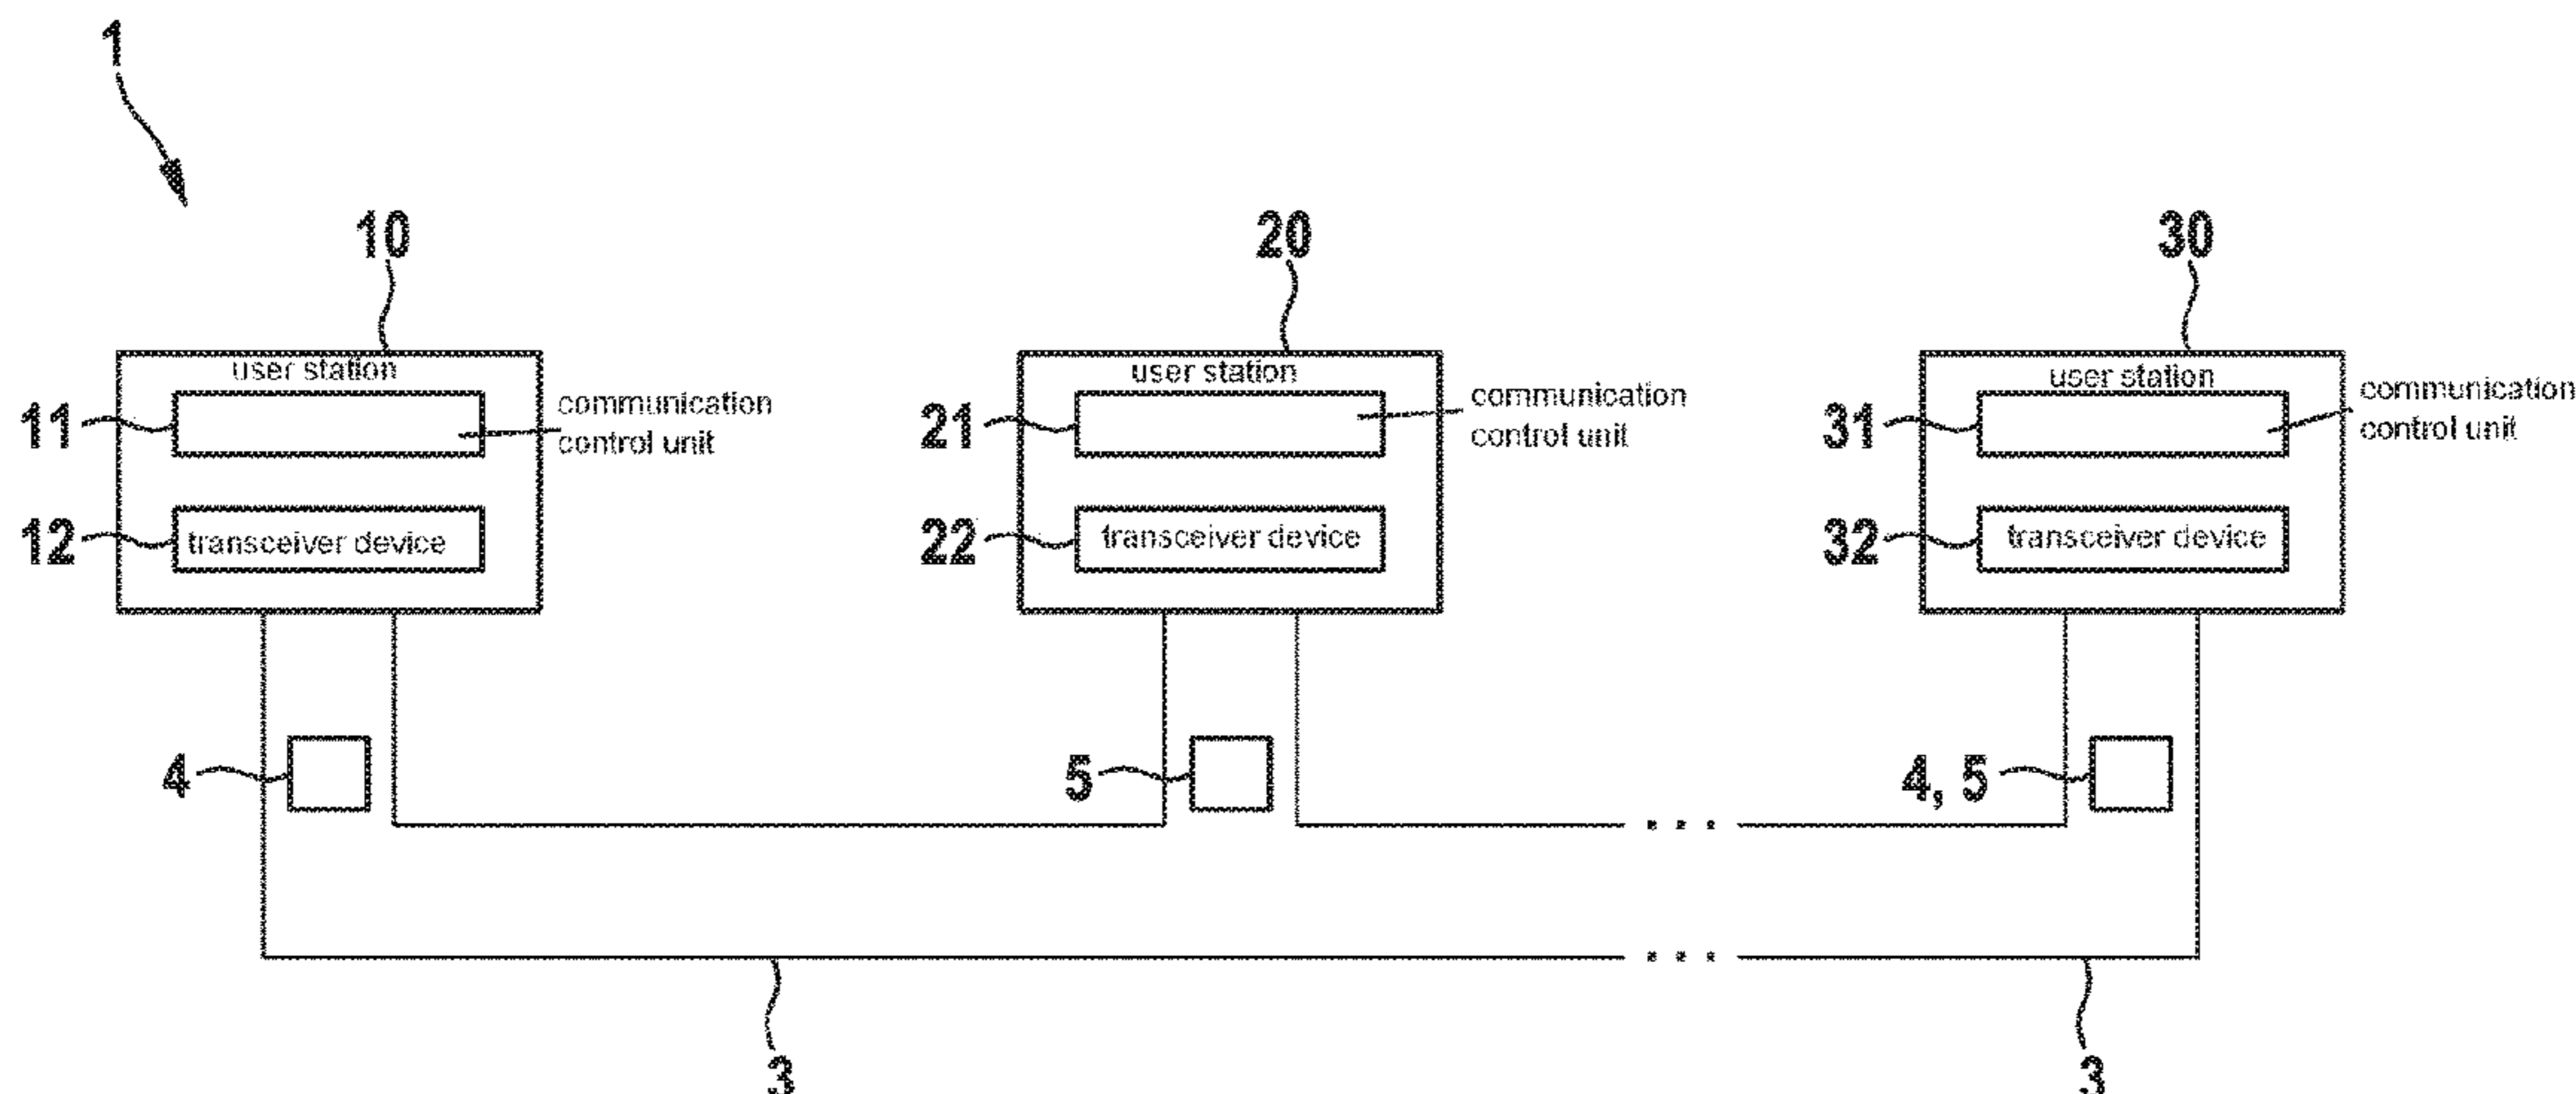 1
10
20
30
user station
user station
user station
11
communication
control unit
21
communication
control unit
31
communication
control unit
12
transceiver device
22
transceiver device
32
transceiver device
4
5
4, 5
3
3